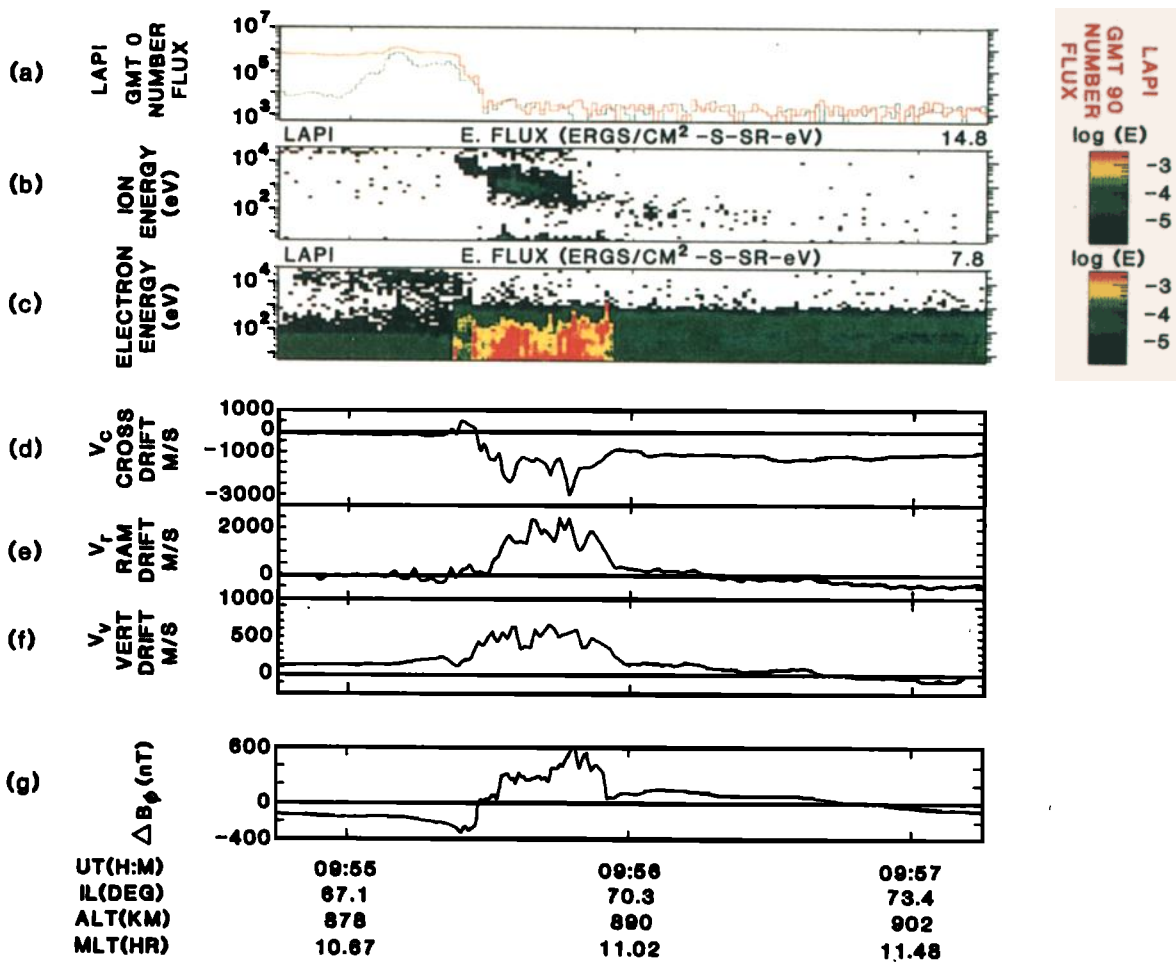 (a)
LAPI
GMT 0
NUMBER
FLUX
10^7
10^5
10^3
LAPI E. FLUX (ERGS/CM^2 -S-SR-eV) 14.8
(b)
ION
ENERGY
(eV)
10^4
10^2
LAPI E. FLUX (ERGS/CM^2 -S-SR-eV) 7.8
(c)
ELECTRON
ENERGY
(eV)
10^4
10^2
LAPI
GMT 90
NUMBER
FLUX
log (E)
-3
-4
-5
log (E)
-3
-4
-5
(d)
V_c
CROSS
DRIFT
M/S
1000
0
-1000
-3000
(e)
V_r
RAM
DRIFT
M/S
2000
0
(f)
V_v
VERT
DRIFT
M/S
1000
500
0
(g)
△B_ϕ (nT)
600
0
-400
UT(H:M) 09:55 09:56 09:57
IL(DEG) 67.1 70.3 73.4
ALT(KM) 878 890 902
MLT(HR) 10.67 11.02 11.48